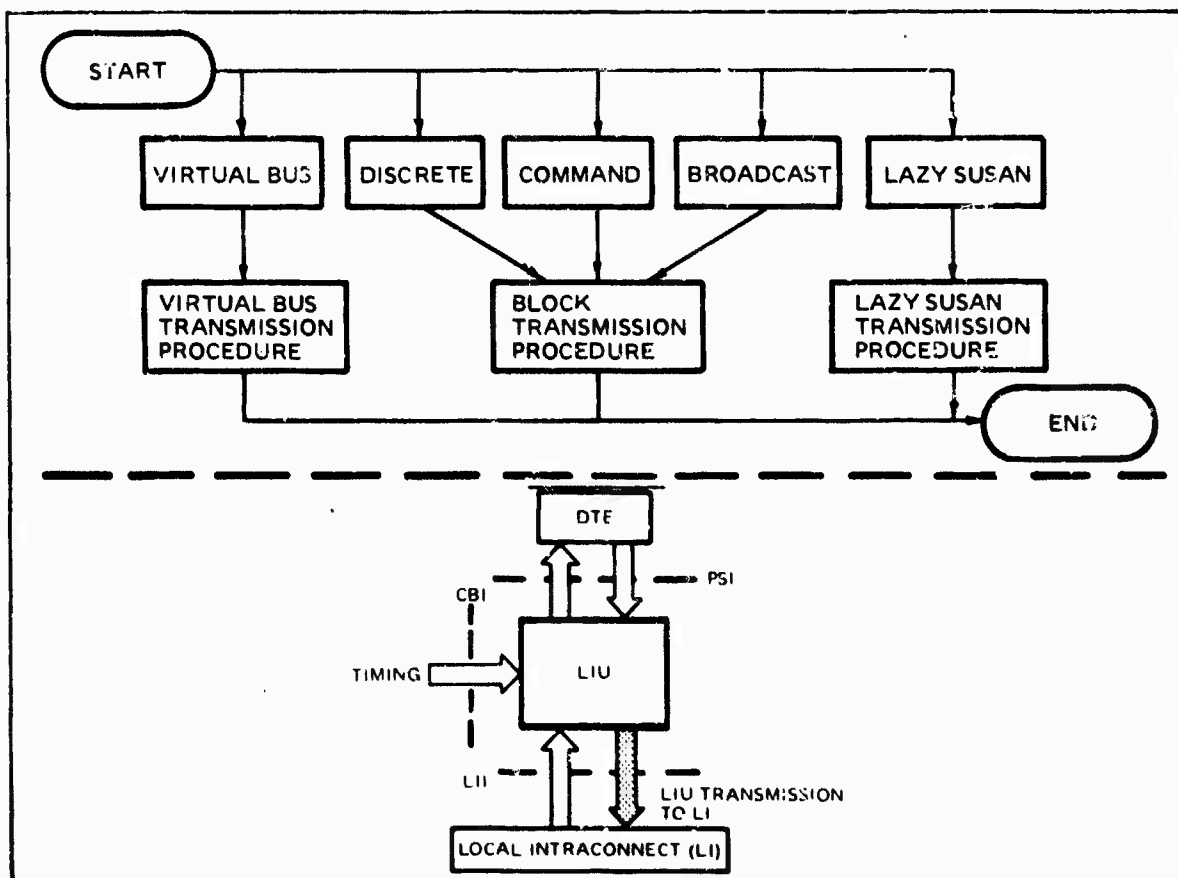 START
VIRTUAL BUS
DISCRETE
COMMAND
BROADCAST
LAZY SUSAN
VIRTUAL BUS
TRANSMISSION
PROCEDURE
BLOCK
TRANSMISSION
PROCEDURE
LAZY SUSAN
TRANSMISSION
PROCEDURE
END
DTE
PSI
CBI
TIMING
LIU
LII
LIU TRANSMISSION
TO LI
LOCAL INTRACONNECT (LI)